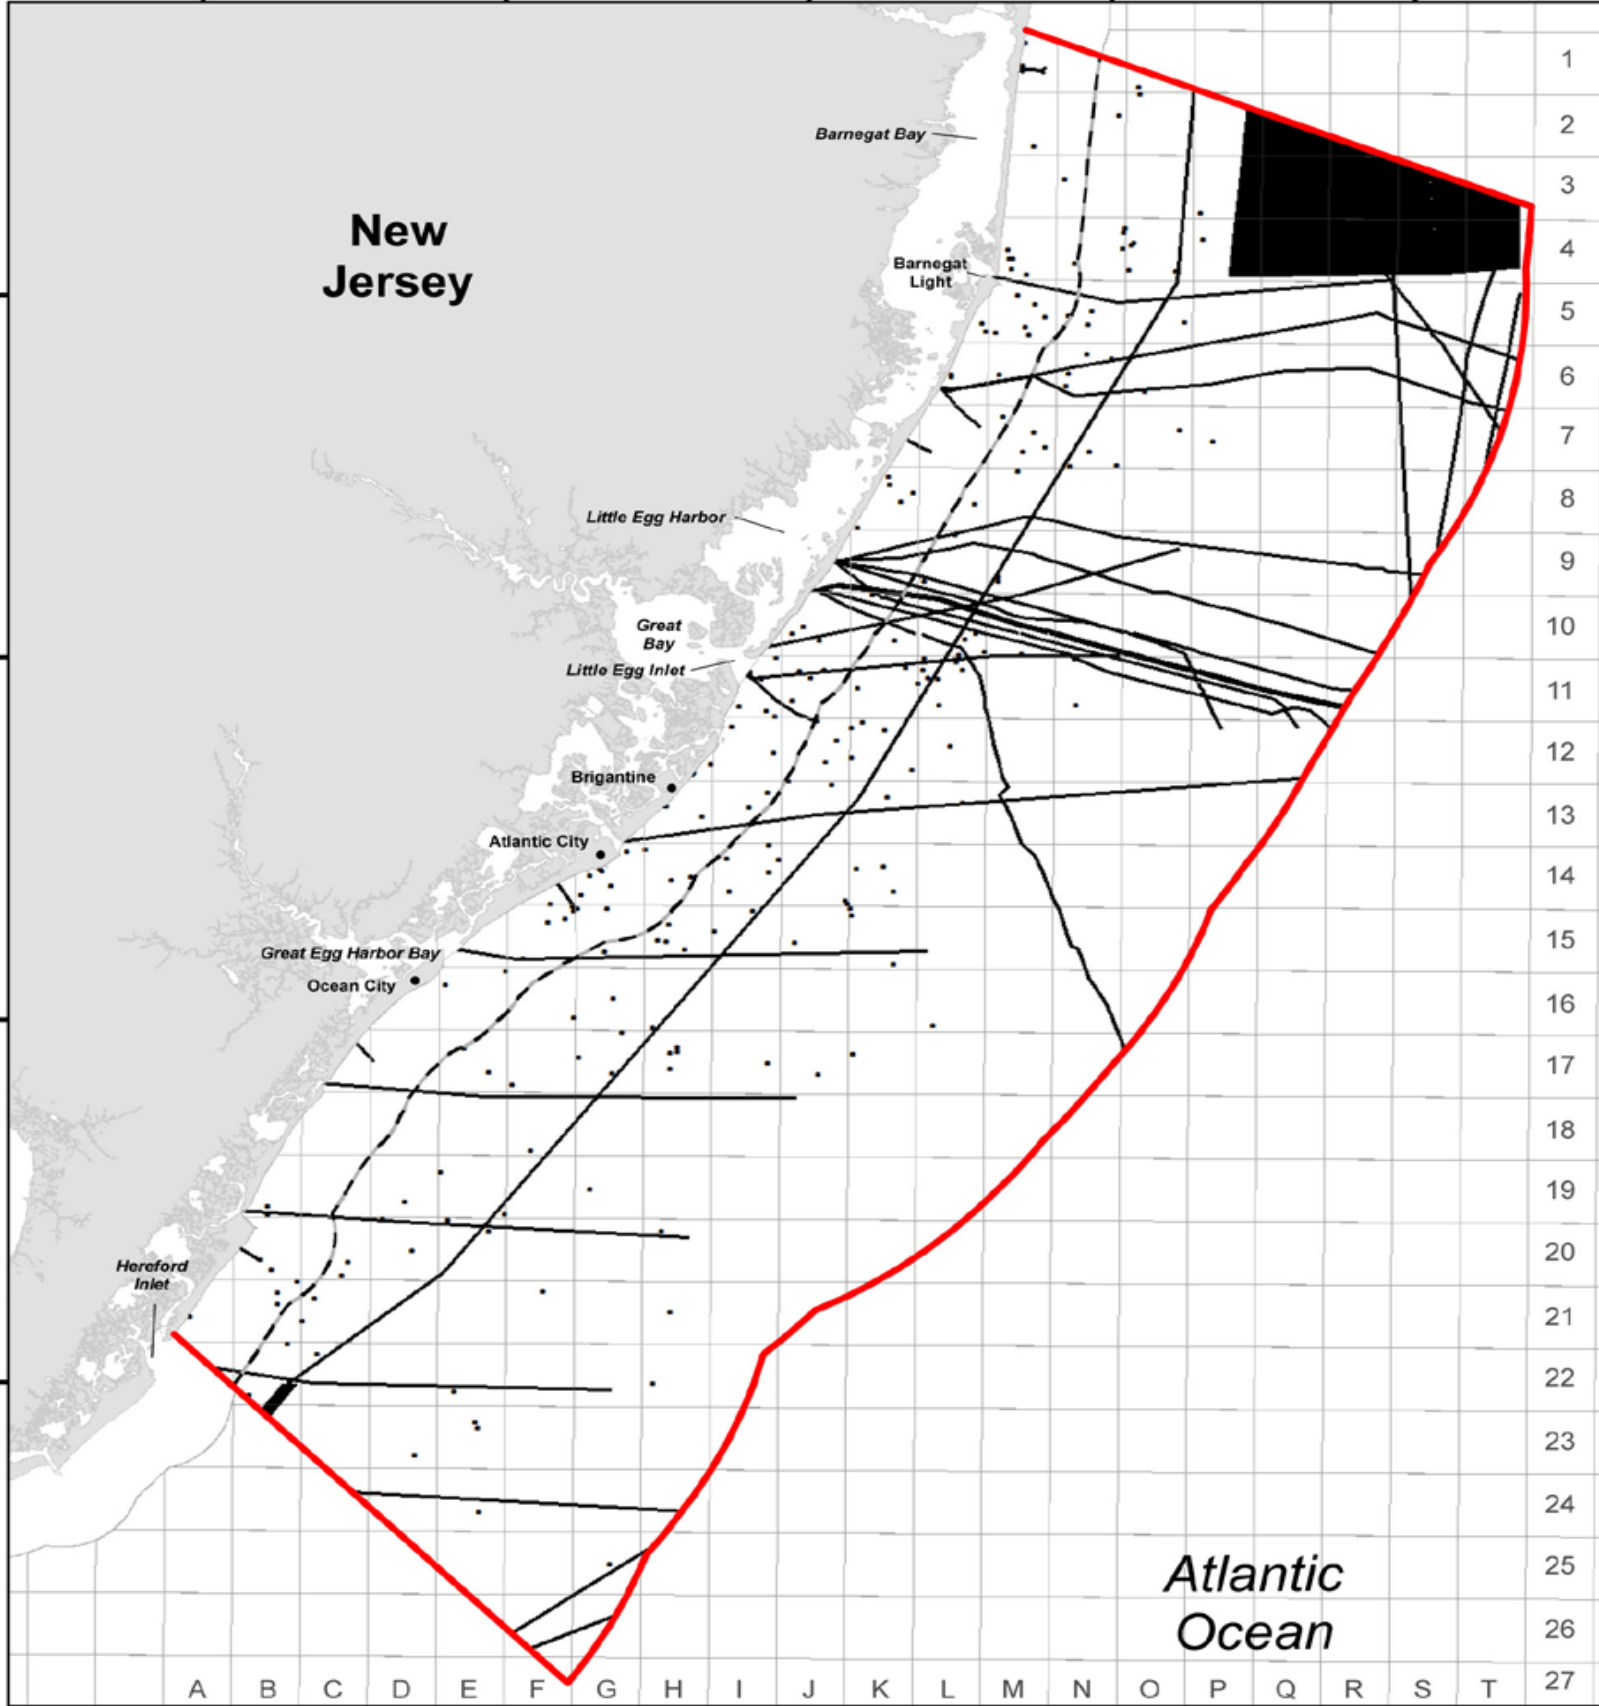 1
Barnegat Bay
2
3
New
Jersey
4
Barnegat
Light
5
6
7
8
Little Egg Harbor
9
Great
Bay
10
Little Egg Inlet
11
12
Brigantine
13
Atlantic City
14
15
Great Egg Harbor Bay
Ocean City
16
17
18
19
20
Hereford
Inlet
21
22
23
24
25
Atlantic
Ocean
26
27
A B C D E F G H I J K L M N O P Q R S T